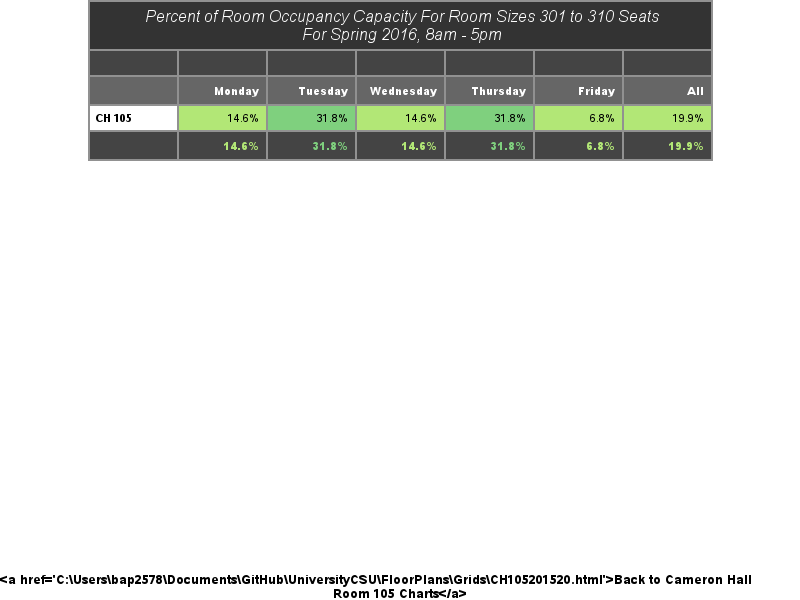 Percent of Room Occupancy Capacity For Room Sizes 301 to 310 Seats
For Spring 2016, 8am - 5pm
Monday Tuesday Wednesday Thursday Friday All
CH 105 14.6% 31.8% 14.6% 31.8% 6.8% 19.9%
14.6% 31.8% 14.6% 31.8% 6.8% 19.9%
<a href='C:\Users\bap2578\Documents\GitHub\UniversityCSU\FloorPlans\Grids\CH105201520.html'>Back to Cameron Hall
Room 105 Charts</a>